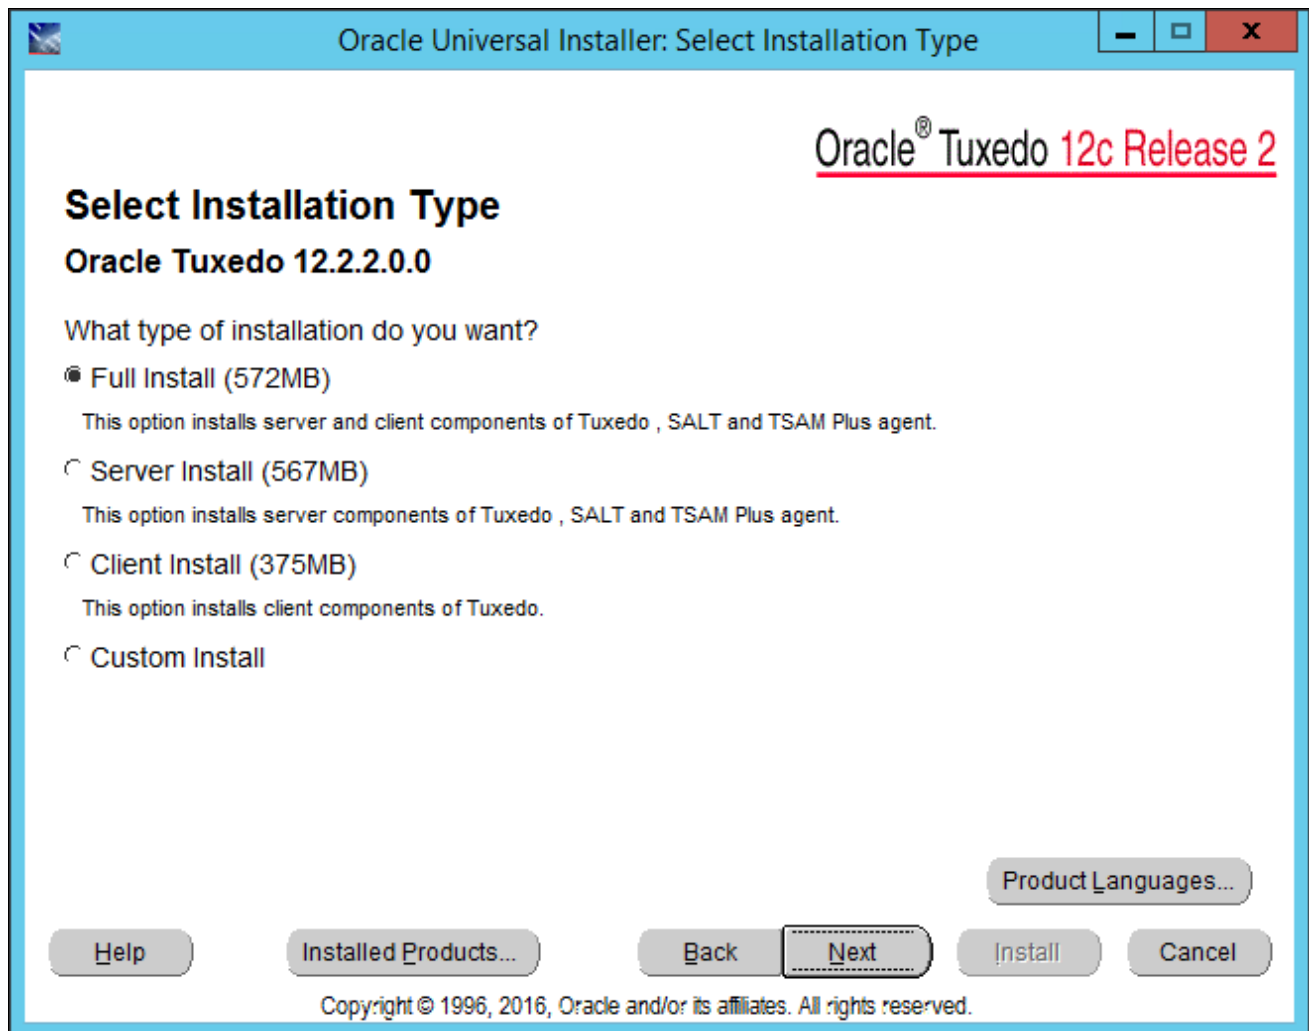 Oracle Universal Installer: Select Installation Type
Oracle® Tuxedo 12c Release 2
Select Installation Type
Oracle Tuxedo 12.2.2.0.0
What type of installation do you want?
Full Install (572MB)
This option installs server and client components of Tuxedo , SALT and TSAM Plus agent.
Server Install (567MB)
This option installs server components of Tuxedo , SALT and TSAM Plus agent.
Client Install (375MB)
This option installs client components of Tuxedo.
Custom Install
Product Languages...
Help Installed Products... Back Next Install Cancel
Copyright © 1996, 2016, Oracle and/or its affiliates. All rights reserved.